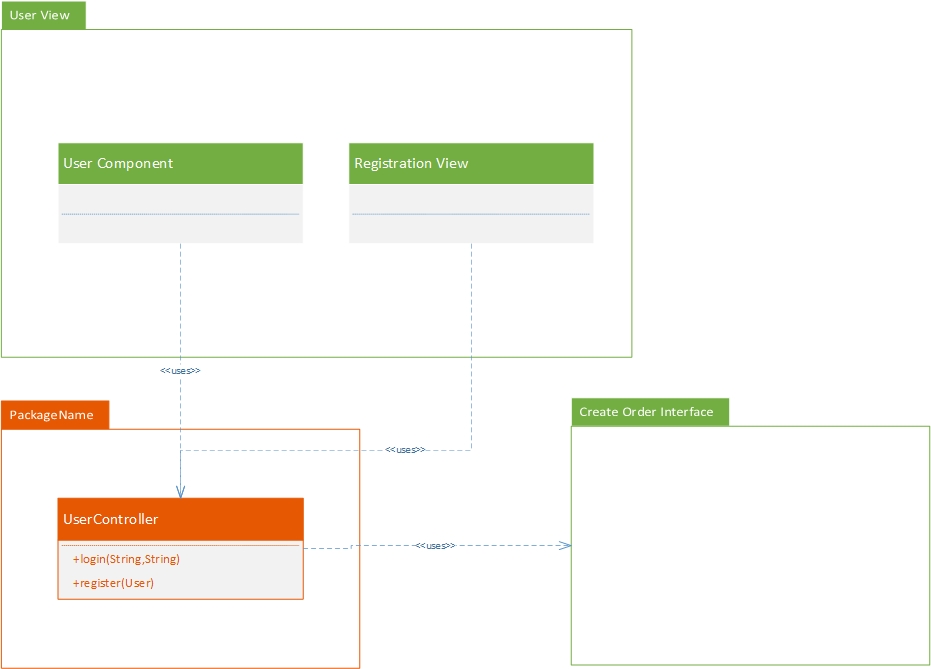 User View
User Component
Registration View
<<uses>>
PackageName
Create Order Interface
<<uses>>
UserController
<<uses>>
+login(String,String)
+register(User)